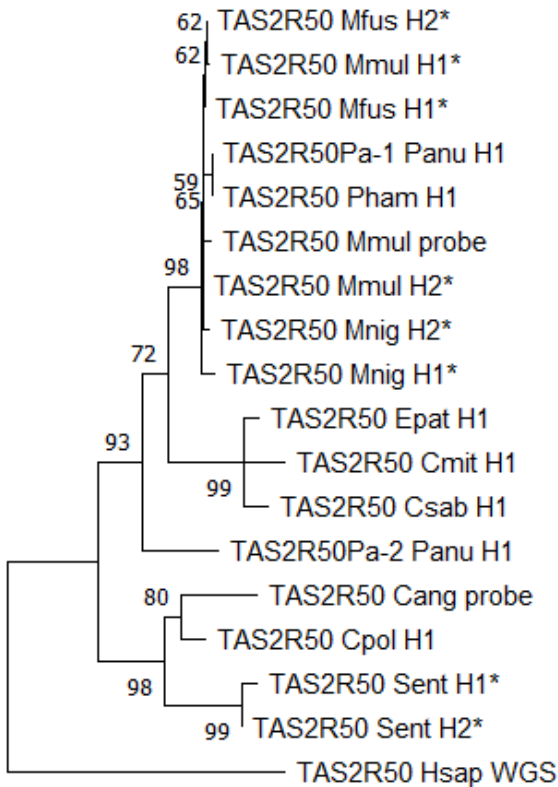 62 TAS2R50 Mfus H2*
62 TAS2R50 Mmul H1*
TAS2R50 Mfus H1*
TAS2R50Pa-1 Panu H1
59
65 TAS2R50 Pham H1
TAS2R50 Mmul probe
98 TAS2R50 Mmul H2*
TAS2R50 Mnig H2*
72 TAS2R50 Mnig H1*
TAS2R50 Epat H1
93
TAS2R50 Cmit H1
99
TAS2R50 Csab H1
TAS2R50Pa-2 Panu H1
80 TAS2R50 Cang probe
TAS2R50 Cpol H1
98 TAS2R50 Sent H1*
99 TAS2R50 Sent H2*
TAS2R50 Hsap WGS